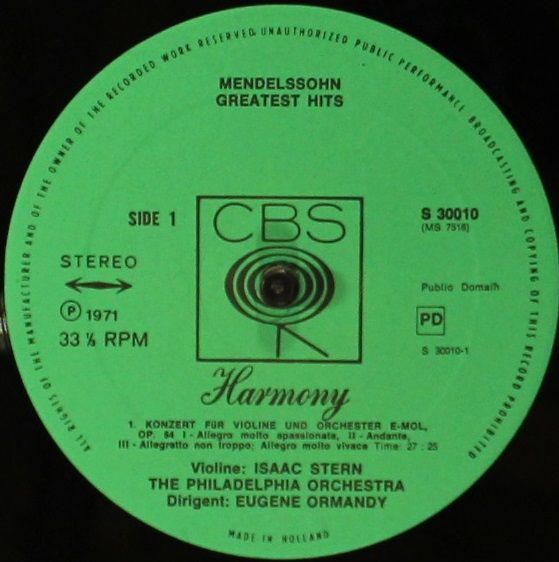 ALL RIGHTS OF THE MANUFACTURER AND OF THE OWNER OF THE RECORDED WORK RESERVED. UNAUTHORIZED PUBLIC PERFORMANCE BROADCASTING AND COPYING OF THIS RECORD PROHIBITED
MENDELSSOHN
GREATEST HITS
SIDE 1
CBS
S 30010
(MS 7516)
STEREO
Ⓟ 1971
33 ⅓ RPM
Public Domain
PD
S 30010-1
Harmony
1. KONZERT FÜR VIOLINE UND ORCHESTER E-MOL,
OP. 64 I - Allegro molto apassionata, II - Andante,
III - Allegretto non troppo; Allegro molto vivace Time: 27 : 25
Violine: ISAAC STERN
THE PHILADELPHIA ORCHESTRA
Dirigent: EUGENE ORMANDY
MADE IN HOLLAND